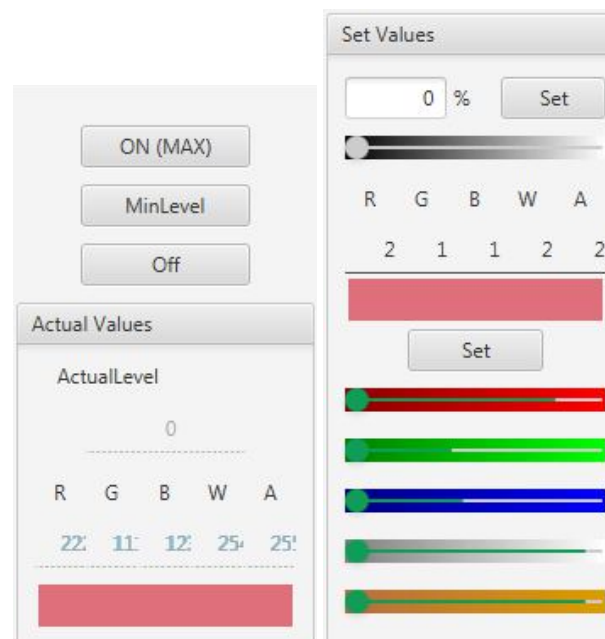 ON (MAX)
MinLevel
Off
Actual Values
ActualLevel
0
R G B W A
Set Values
0 % Set
R G B W A
2 1 1 2 2
Set